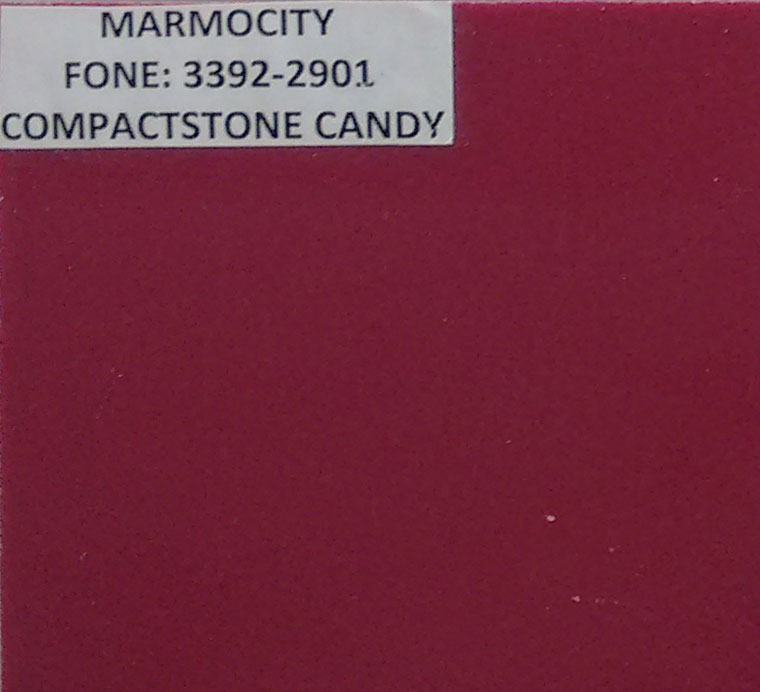 MARMOCITY
FONE: 3392-2901
COMPACTSTONE CANDY